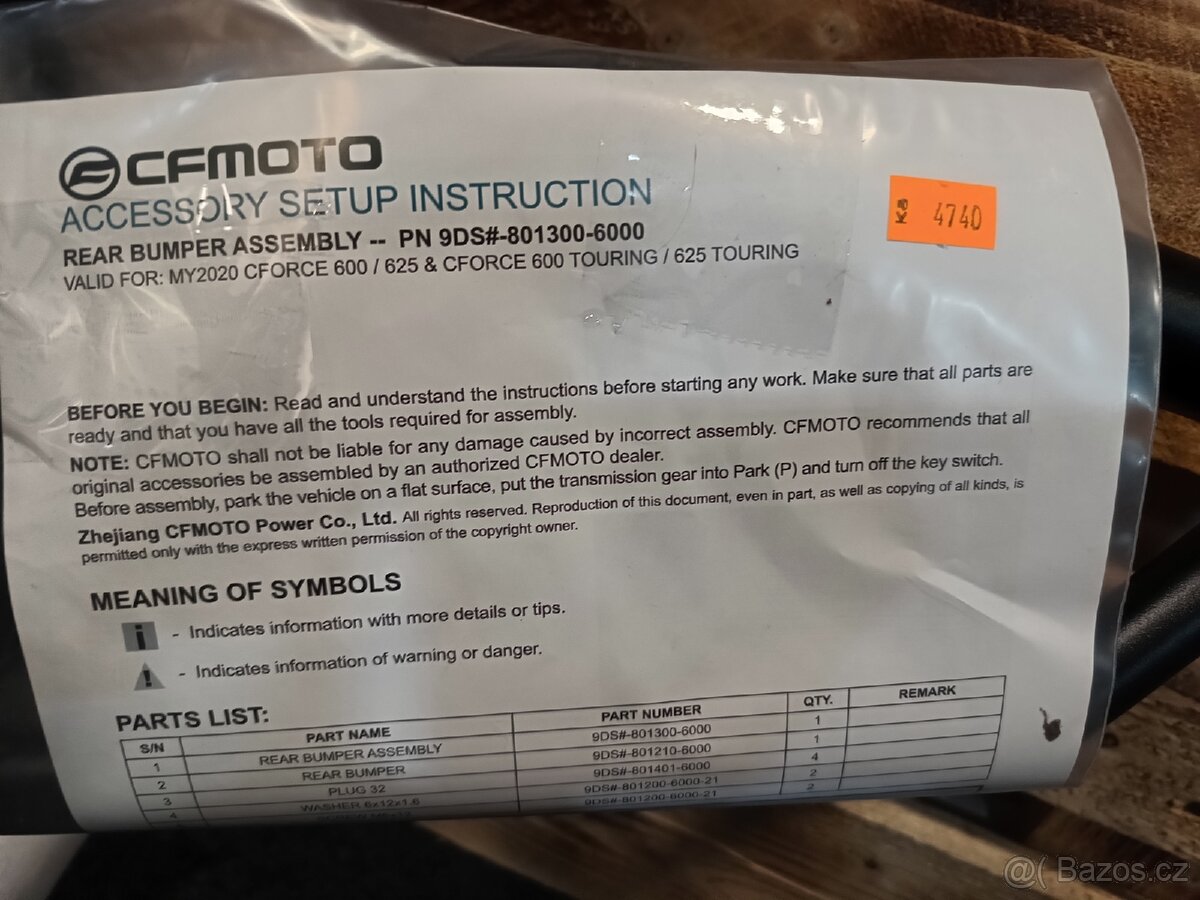 CFMOTO
ACCESSORY SETUP INSTRUCTION
REAR BUMPER ASSEMBLY -- PN 9DS#-801300-6000
VALID FOR: MY2020 CFORCE 600 / 625 & CFORCE 600 TOURING / 625 TOURING
Kč 4740
BEFORE YOU BEGIN: Read and understand the instructions before starting any work. Make sure that all parts are
ready and that you have all the tools required for assembly.
NOTE: CFMOTO shall not be liable for any damage caused by incorrect assembly. CFMOTO recommends that all
original accessories be assembled by an authorized CFMOTO dealer.
Before assembly, park the vehicle on a flat surface, put the transmission gear into Park (P) and turn off the key switch.
Zhejiang CFMOTO Power Co., Ltd. All rights reserved. Reproduction of this document, even in part, as well as copying of all kinds, is
permitted only with the express written permission of the copyright owner.
MEANING OF SYMBOLS
i - Indicates information with more details or tips.
! - Indicates information of warning or danger.
PARTS LIST:
S/N PART NAME PART NUMBER QTY. REMARK
1 REAR BUMPER ASSEMBLY 9DS#-801300-6000 1
2 REAR BUMPER 9DS#-801210-6000 1
3 PLUG 32 9DS#-801401-6000 4
4 WASHER 6x12x1.6 9DS#-801200-6000-21 2
9DS#-801200-6000-21 2
@( Bazos.cz